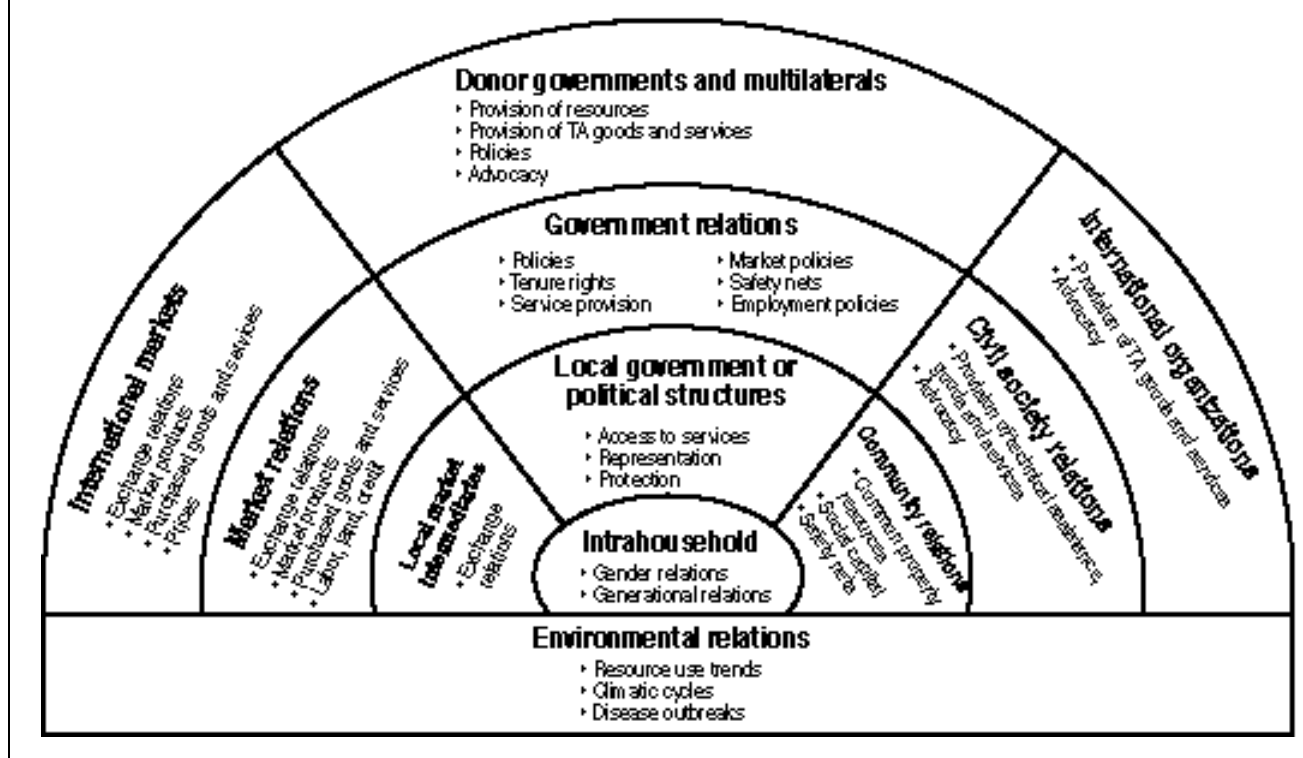 Donor governments and multilaterals
‣ Provision of resources
‣ Provision of TA goods and services
‣ Policies
‣ Advocacy
Government relations
‣ Policies
‣ Tenure rights
‣ Service provision
‣ Market policies
‣ Safety nets
‣ Employment policies
Local government or
political structures
‣ Access to services
‣ Representation
‣ Protection
International markets
• Exchange relations
• Market products
• Purchased goods and services
• Prices
Market relations
• Exchange relations
• Market products
• Purchased goods and services
• Labor, land, credit
Local market
intermediaries
• Exchange
relations
Intrahousehold
‣ Gender relations
‣ Generational relations
Community relations
• Common property
resources
• Social capital
• Safety nets
Civil society relations
• Provision of technical assistance,
goods and services
• Advocacy
International organizations
• Provision of TA goods and services
• Advocacy
Environmental relations
‣ Resource use trends
‣ Climatic cycles
‣ Disease outbreaks